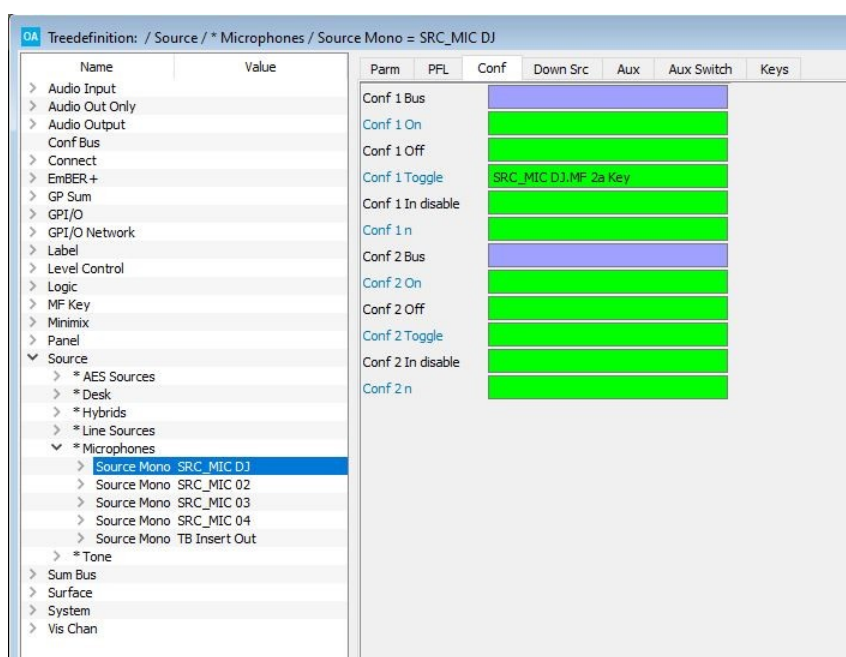 OA Treedefinition: / Source / * Microphones / Source Mono = SRC_MIC DJ
Name Value
Audio Input
Audio Out Only
Audio Output
Conf Bus
Connect
EmBER+
GP Sum
GPI/O
GPI/O Network
Label
Level Control
Logic
MF Key
Minimix
Panel
Source
* AES Sources
* Desk
* Hybrids
* Line Sources
* Microphones
Source Mono SRC_MIC DJ
Source Mono SRC_MIC 02
Source Mono SRC_MIC 03
Source Mono SRC_MIC 04
Source Mono TB Insert Out
* Tone
Sum Bus
Surface
System
Vis Chan
Parm PFL Conf Down Src Aux Aux Switch Keys
Conf 1 Bus
Conf 1 On
Conf 1 Off
Conf 1 Toggle SRC_MIC DJ.MF 2a Key
Conf 1 In disable
Conf 1 n
Conf 2 Bus
Conf 2 On
Conf 2 Off
Conf 2 Toggle
Conf 2 In disable
Conf 2 n